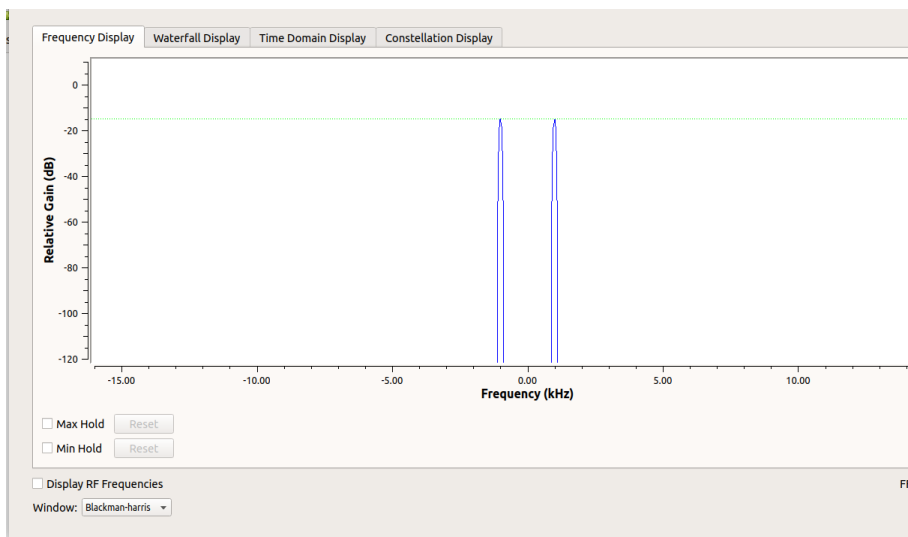 Frequency Display Waterfall Display Time Domain Display Constellation Display
0
-20
-40
-60
-80
-100
-120
Relative Gain (dB)
-15.00 -10.00 -5.00 0.00 5.00 10.00
Frequency (kHz)
Max Hold Reset
Min Hold Reset
Display RF Frequencies
Window: Blackman-harris